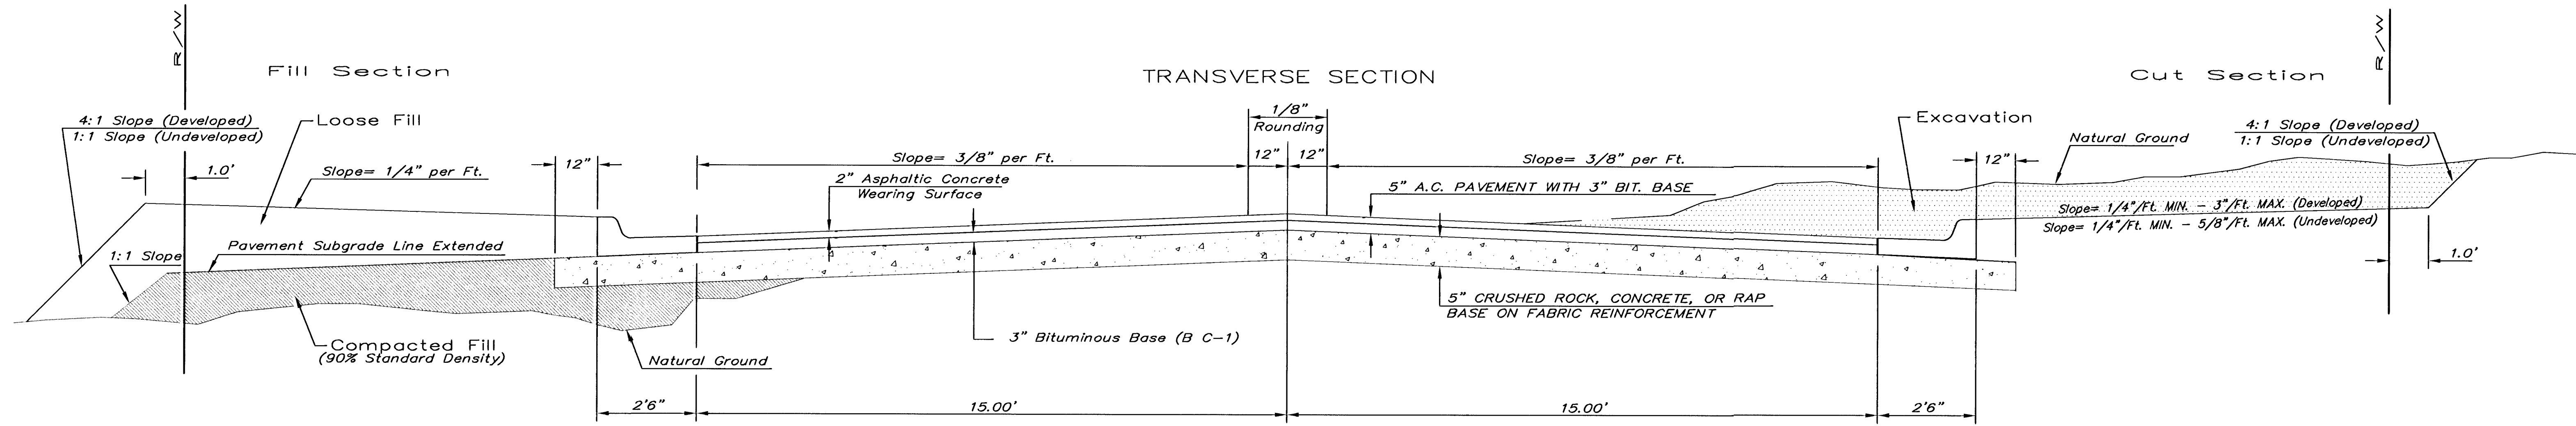 R/W
R/W
Fill Section
TRANSVERSE SECTION
Cut Section
4:1 Slope (Developed)
1:1 Slope (Undeveloped)
Loose Fill
1/8"
Rounding
Excavation
Natural Ground
4:1 Slope (Developed)
1:1 Slope (Undeveloped)
1.0'
Slope= 1/4" per Ft.
12"
Slope= 3/8" per Ft.
12"
12"
Slope= 3/8" per Ft.
12"
2" Asphaltic Concrete
Wearing Surface
5" A.C. PAVEMENT WITH 3" BIT. BASE
Slope= 1/4"/Ft. MIN. - 3"/Ft. MAX. (Developed)
Slope= 1/4"/Ft. MIN. - 5/8"/Ft. MAX. (Undeveloped)
Pavement Subgrade Line Extended
1:1 Slope
1.0'
5" CRUSHED ROCK, CONCRETE, OR RAP
BASE ON FABRIC REINFORCEMENT
3" Bituminous Base (B C-1)
Compacted Fill
(90% Standard Density)
Natural Ground
2'6"
15.00'
15.00'
2'6"